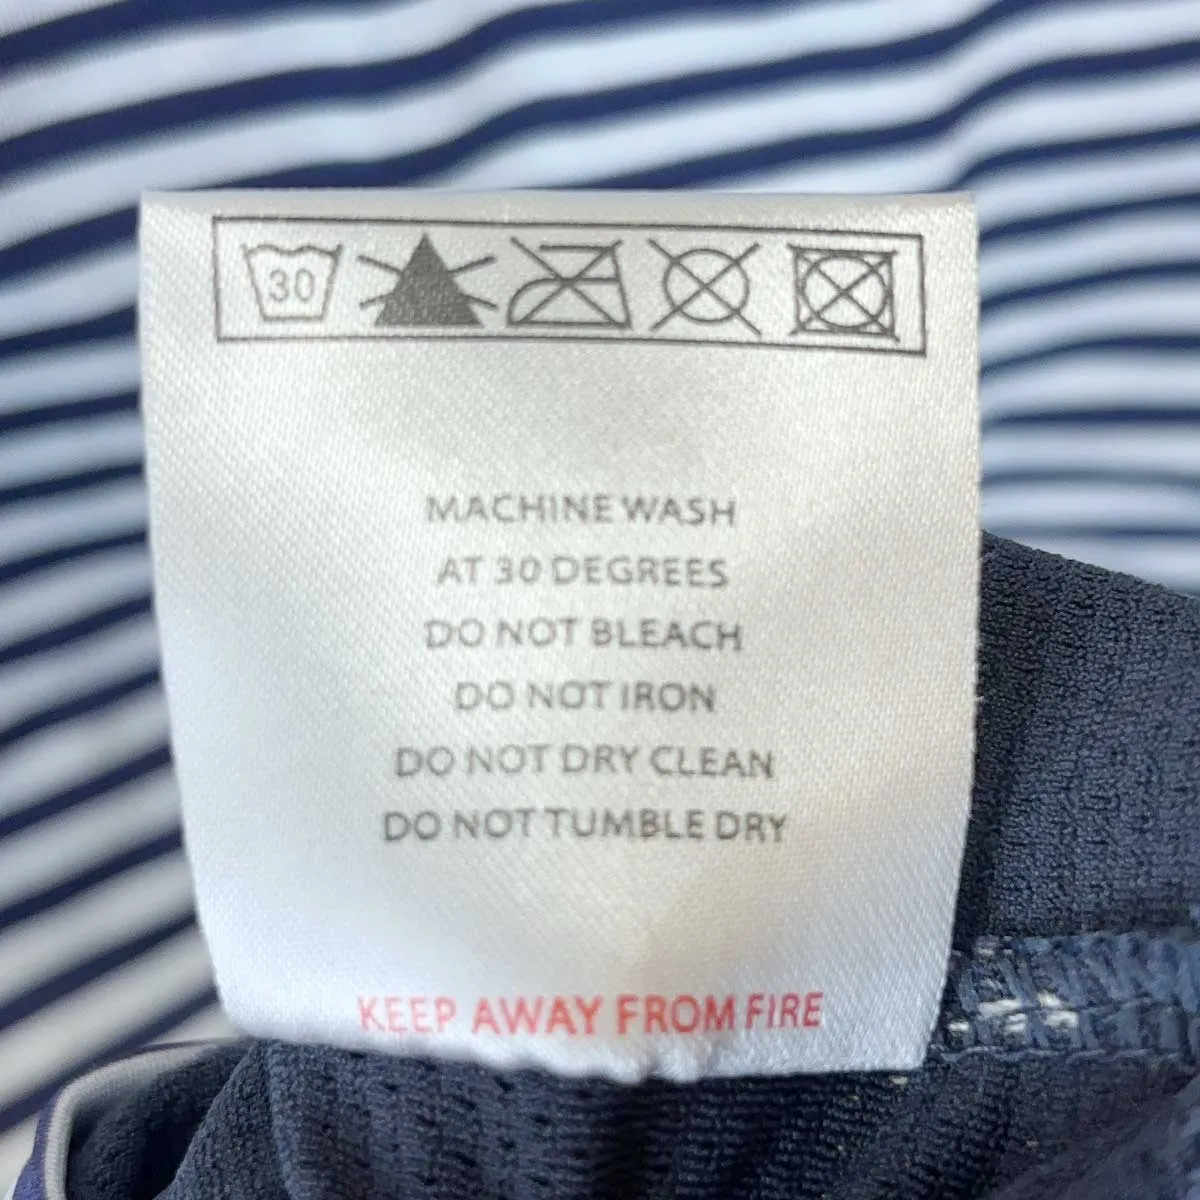 30
MACHINE WASH
AT 30 DEGREES
DO NOT BLEACH
DO NOT IRON
DO NOT DRY CLEAN
DO NOT TUMBLE DRY
KEEP AWAY FROM FIRE